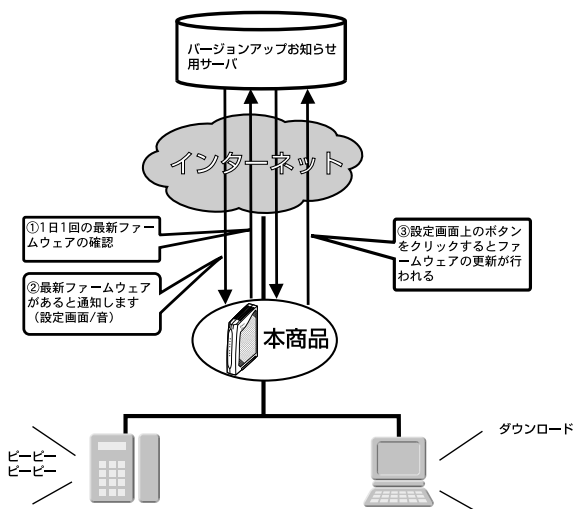 バージョンアップお知らせ
用サーバ
インターネット
①1日1回の最新ファー
ムウェアの確認
②最新ファームウェア
があると通知します
（設定画面/音）
③設定画面上のボタン
をクリックするとファ
ームウェアの更新が行
われる
本商品
ピーピー
ピーピー
ダウンロード